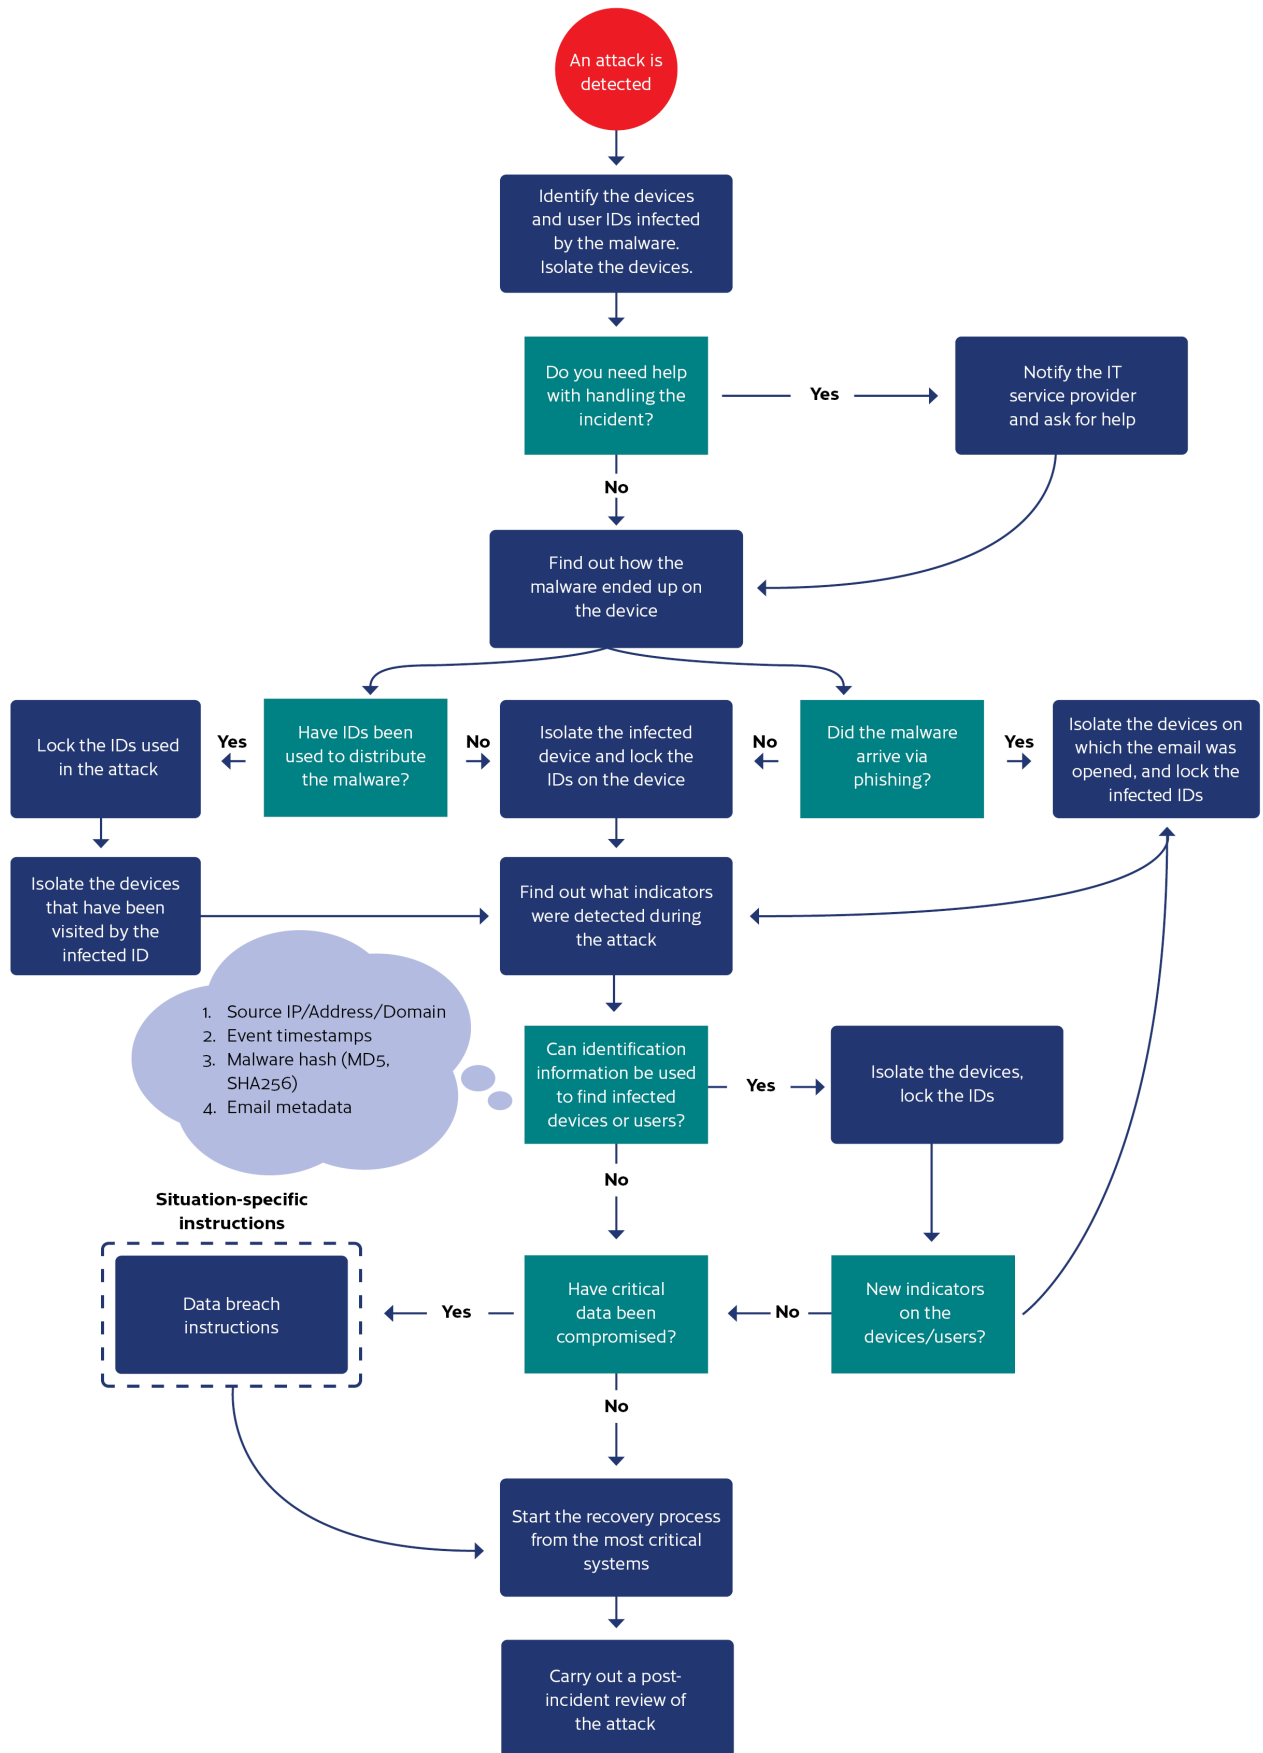 An attack is
detected
Identify the devices
and user IDs infected
by the malware.
Isolate the devices.
Do you need help
with handling the
incident?
Yes
Notify the IT
service provider
and ask for help
No
Find out how the
malware ended up on
the device
Lock the IDs used
in the attack
Yes
Have IDs been
used to distribute
the malware?
No
Isolate the infected
device and lock the
IDs on the device
No
Did the malware
arrive via
phishing?
Yes
Isolate the devices on
which the email was
opened, and lock the
infected IDs
Isolate the devices
that have been
visited by the
infected ID
Find out what indicators
were detected during
the attack
1. Source IP/Address/Domain
2. Event timestamps
3. Malware hash (MD5,
SHA256)
4. Email metadata
Can identification
information be used
to find infected
devices or users?
Yes
Isolate the devices,
lock the IDs
No
Situation-specific
instructions
Data breach
instructions
Yes
Have critical
data been
compromised?
No
New indicators
on the
devices/users?
No
Start the recovery process
from the most critical
systems
Carry out a post-
incident review of
the attack